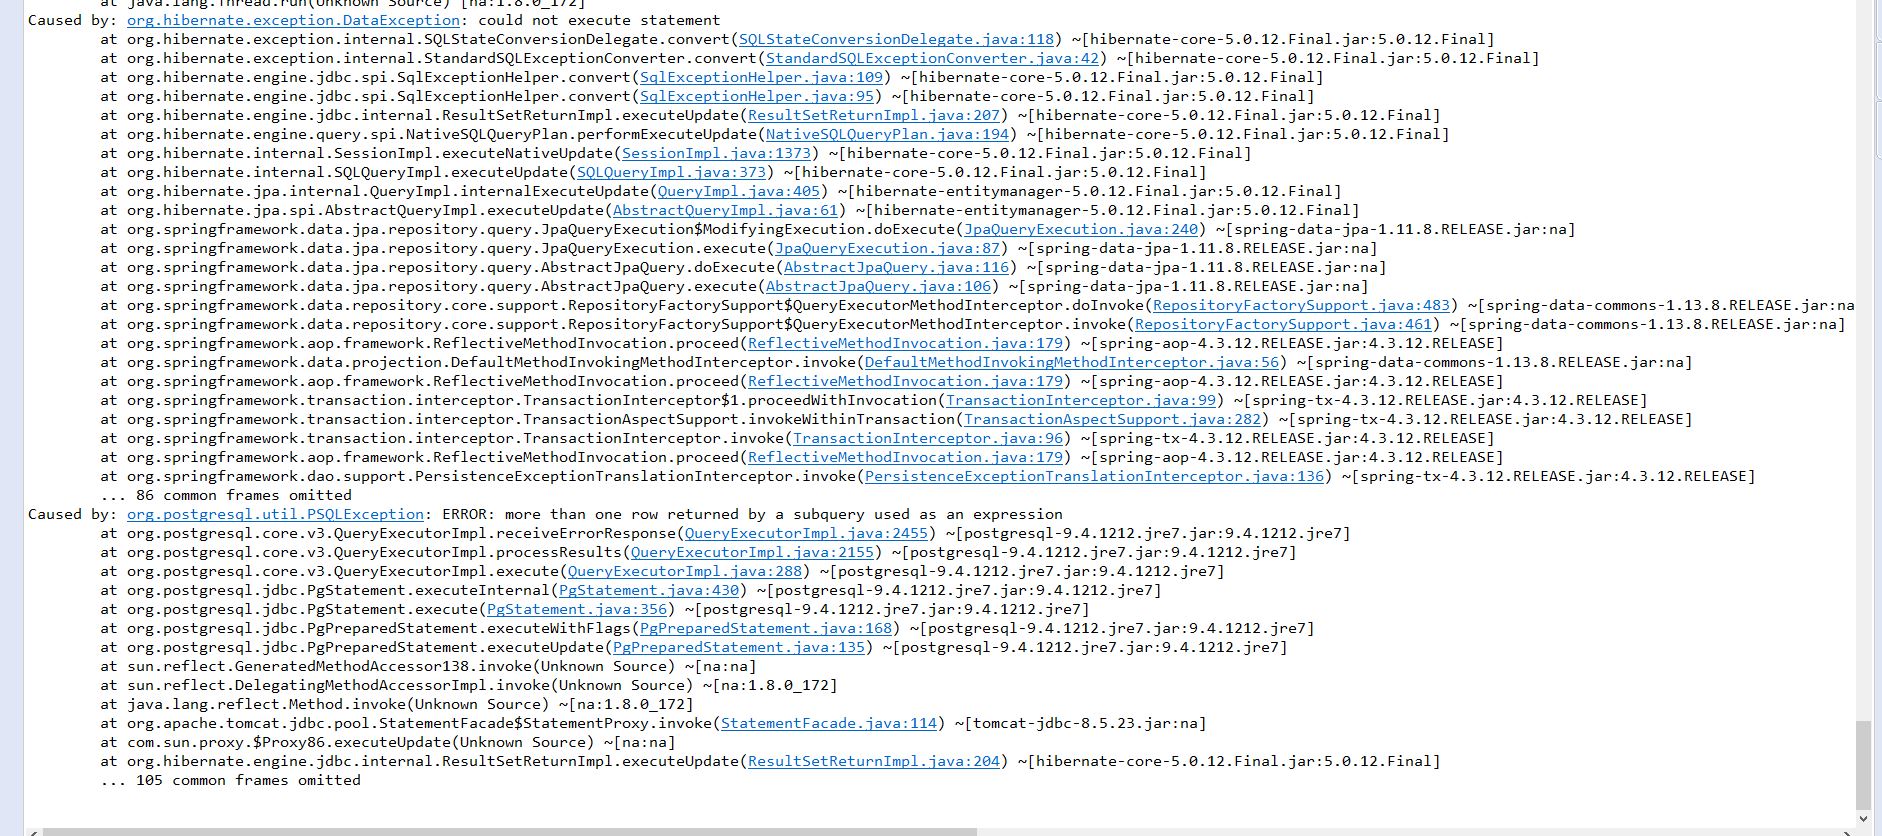 at java.lang.Thread.run(Unknown Source) [na:1.8.0_172]
Caused by: org.hibernate.exception.DataException: could not execute statement
at org.hibernate.exception.internal.SQLStateConversionDelegate.convert(SQLStateConversionDelegate.java:118) ~[hibernate-core-5.0.12.Final.jar:5.0.12.Final]
at org.hibernate.exception.internal.StandardSQLExceptionConverter.convert(StandardSQLExceptionConverter.java:42) ~[hibernate-core-5.0.12.Final.jar:5.0.12.Final]
at org.hibernate.engine.jdbc.spi.SqlExceptionHelper.convert(SqlExceptionHelper.java:109) ~[hibernate-core-5.0.12.Final.jar:5.0.12.Final]
at org.hibernate.engine.jdbc.spi.SqlExceptionHelper.convert(SqlExceptionHelper.java:95) ~[hibernate-core-5.0.12.Final.jar:5.0.12.Final]
at org.hibernate.engine.jdbc.internal.ResultSetReturnImpl.executeUpdate(ResultSetReturnImpl.java:207) ~[hibernate-core-5.0.12.Final.jar:5.0.12.Final]
at org.hibernate.engine.query.spi.NativeSQLQueryPlan.performExecuteUpdate(NativeSQLQueryPlan.java:194) ~[hibernate-core-5.0.12.Final.jar:5.0.12.Final]
at org.hibernate.internal.SessionImpl.executeNativeUpdate(SessionImpl.java:1373) ~[hibernate-core-5.0.12.Final.jar:5.0.12.Final]
at org.hibernate.internal.SQLQueryImpl.executeUpdate(SQLQueryImpl.java:373) ~[hibernate-core-5.0.12.Final.jar:5.0.12.Final]
at org.hibernate.jpa.internal.QueryImpl.internalExecuteUpdate(QueryImpl.java:405) ~[hibernate-entitymanager-5.0.12.Final.jar:5.0.12.Final]
at org.hibernate.jpa.spi.AbstractQueryImpl.executeUpdate(AbstractQueryImpl.java:61) ~[hibernate-entitymanager-5.0.12.Final.jar:5.0.12.Final]
at org.springframework.data.jpa.repository.query.JpaQueryExecution$ModifyingExecution.doExecute(JpaQueryExecution.java:240) ~[spring-data-jpa-1.11.8.RELEASE.jar:na]
at org.springframework.data.jpa.repository.query.JpaQueryExecution.execute(JpaQueryExecution.java:87) ~[spring-data-jpa-1.11.8.RELEASE.jar:na]
at org.springframework.data.jpa.repository.query.AbstractJpaQuery.doExecute(AbstractJpaQuery.java:116) ~[spring-data-jpa-1.11.8.RELEASE.jar:na]
at org.springframework.data.jpa.repository.query.AbstractJpaQuery.execute(AbstractJpaQuery.java:106) ~[spring-data-jpa-1.11.8.RELEASE.jar:na]
at org.springframework.data.repository.core.support.RepositoryFactorySupport$QueryExecutorMethodInterceptor.doInvoke(RepositoryFactorySupport.java:483) ~[spring-data-commons-1.13.8.RELEASE.jar:na
at org.springframework.data.repository.core.support.RepositoryFactorySupport$QueryExecutorMethodInterceptor.invoke(RepositoryFactorySupport.java:461) ~[spring-data-commons-1.13.8.RELEASE.jar:na]
at org.springframework.aop.framework.ReflectiveMethodInvocation.proceed(ReflectiveMethodInvocation.java:179) ~[spring-aop-4.3.12.RELEASE.jar:4.3.12.RELEASE]
at org.springframework.data.projection.DefaultMethodInvokingMethodInterceptor.invoke(DefaultMethodInvokingMethodInterceptor.java:56) ~[spring-data-commons-1.13.8.RELEASE.jar:na]
at org.springframework.aop.framework.ReflectiveMethodInvocation.proceed(ReflectiveMethodInvocation.java:179) ~[spring-aop-4.3.12.RELEASE.jar:4.3.12.RELEASE]
at org.springframework.transaction.interceptor.TransactionInterceptor$1.proceedWithInvocation(TransactionInterceptor.java:99) ~[spring-tx-4.3.12.RELEASE.jar:4.3.12.RELEASE]
at org.springframework.transaction.interceptor.TransactionAspectSupport.invokeWithinTransaction(TransactionAspectSupport.java:282) ~[spring-tx-4.3.12.RELEASE.jar:4.3.12.RELEASE]
at org.springframework.transaction.interceptor.TransactionInterceptor.invoke(TransactionInterceptor.java:96) ~[spring-tx-4.3.12.RELEASE.jar:4.3.12.RELEASE]
at org.springframework.aop.framework.ReflectiveMethodInvocation.proceed(ReflectiveMethodInvocation.java:179) ~[spring-aop-4.3.12.RELEASE.jar:4.3.12.RELEASE]
at org.springframework.dao.support.PersistenceExceptionTranslationInterceptor.invoke(PersistenceExceptionTranslationInterceptor.java:136) ~[spring-tx-4.3.12.RELEASE.jar:4.3.12.RELEASE]
... 86 common frames omitted
Caused by: org.postgresql.util.PSQLException: ERROR: more than one row returned by a subquery used as an expression
at org.postgresql.core.v3.QueryExecutorImpl.receiveErrorResponse(QueryExecutorImpl.java:2455) ~[postgresql-9.4.1212.jre7.jar:9.4.1212.jre7]
at org.postgresql.core.v3.QueryExecutorImpl.processResults(QueryExecutorImpl.java:2155) ~[postgresql-9.4.1212.jre7.jar:9.4.1212.jre7]
at org.postgresql.core.v3.QueryExecutorImpl.execute(QueryExecutorImpl.java:288) ~[postgresql-9.4.1212.jre7.jar:9.4.1212.jre7]
at org.postgresql.jdbc.PgStatement.executeInternal(PgStatement.java:430) ~[postgresql-9.4.1212.jre7.jar:9.4.1212.jre7]
at org.postgresql.jdbc.PgStatement.execute(PgStatement.java:356) ~[postgresql-9.4.1212.jre7.jar:9.4.1212.jre7]
at org.postgresql.jdbc.PgPreparedStatement.executeWithFlags(PgPreparedStatement.java:168) ~[postgresql-9.4.1212.jre7.jar:9.4.1212.jre7]
at org.postgresql.jdbc.PgPreparedStatement.executeUpdate(PgPreparedStatement.java:135) ~[postgresql-9.4.1212.jre7.jar:9.4.1212.jre7]
at sun.reflect.GeneratedMethodAccessor138.invoke(Unknown Source) ~[na:na]
at sun.reflect.DelegatingMethodAccessorImpl.invoke(Unknown Source) ~[na:1.8.0_172]
at java.lang.reflect.Method.invoke(Unknown Source) ~[na:1.8.0_172]
at org.apache.tomcat.jdbc.pool.StatementFacade$StatementProxy.invoke(StatementFacade.java:114) ~[tomcat-jdbc-8.5.23.jar:na]
at com.sun.proxy.$Proxy86.executeUpdate(Unknown Source) ~[na:na]
at org.hibernate.engine.jdbc.internal.ResultSetReturnImpl.executeUpdate(ResultSetReturnImpl.java:204) ~[hibernate-core-5.0.12.Final.jar:5.0.12.Final]
... 105 common frames omitted